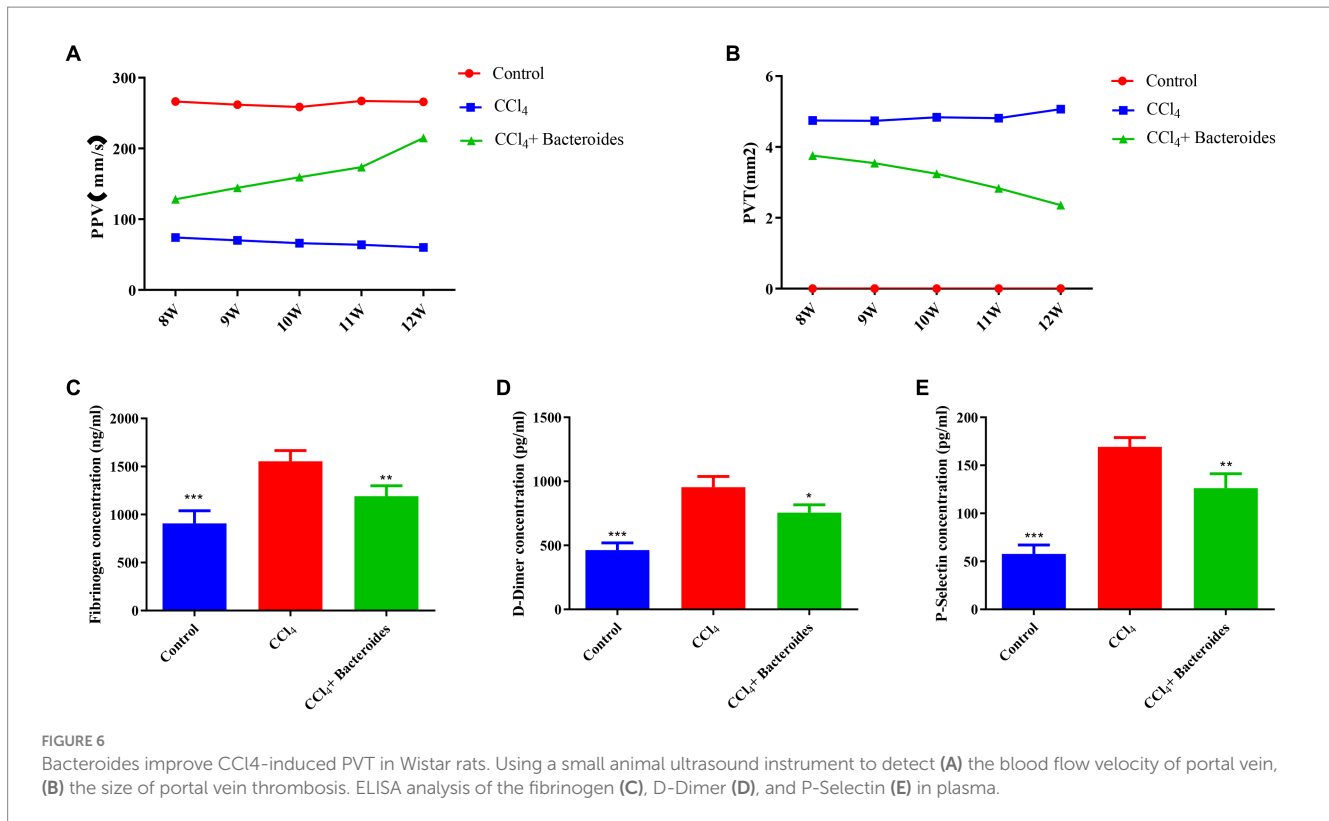 A
PPV(mm/s)
300
200
100
0
8W
9W
10W
11W
12W
Control
CCl₄
CCl₄+ Bacteroides
B
PVT(mm2)
6
4
2
0
8W
9W
10W
11W
12W
Control
CCl₄
CCl₄+ Bacteroides
C
Fibrinogen concentration (ng/ml)
2000
1500
1000
500
0
***
**
Control
CCl₄
CCl₄+ Bacteroides
D
D-Dimer concentration (pg/ml)
1500
1000
500
0
***
*
Control
CCl₄
CCl₄+ Bacteroides
E
P-Selectin concentration (pg/ml)
200
150
100
50
0
***
**
Control
CCl₄
CCl₄+ Bacteroides
FIGURE 6
Bacteroides improve CCl4-induced PVT in Wistar rats. Using a small animal ultrasound instrument to detect (A) the blood flow velocity of portal vein,
(B) the size of portal vein thrombosis. ELISA analysis of the fibrinogen (C), D-Dimer (D), and P-Selectin (E) in plasma.